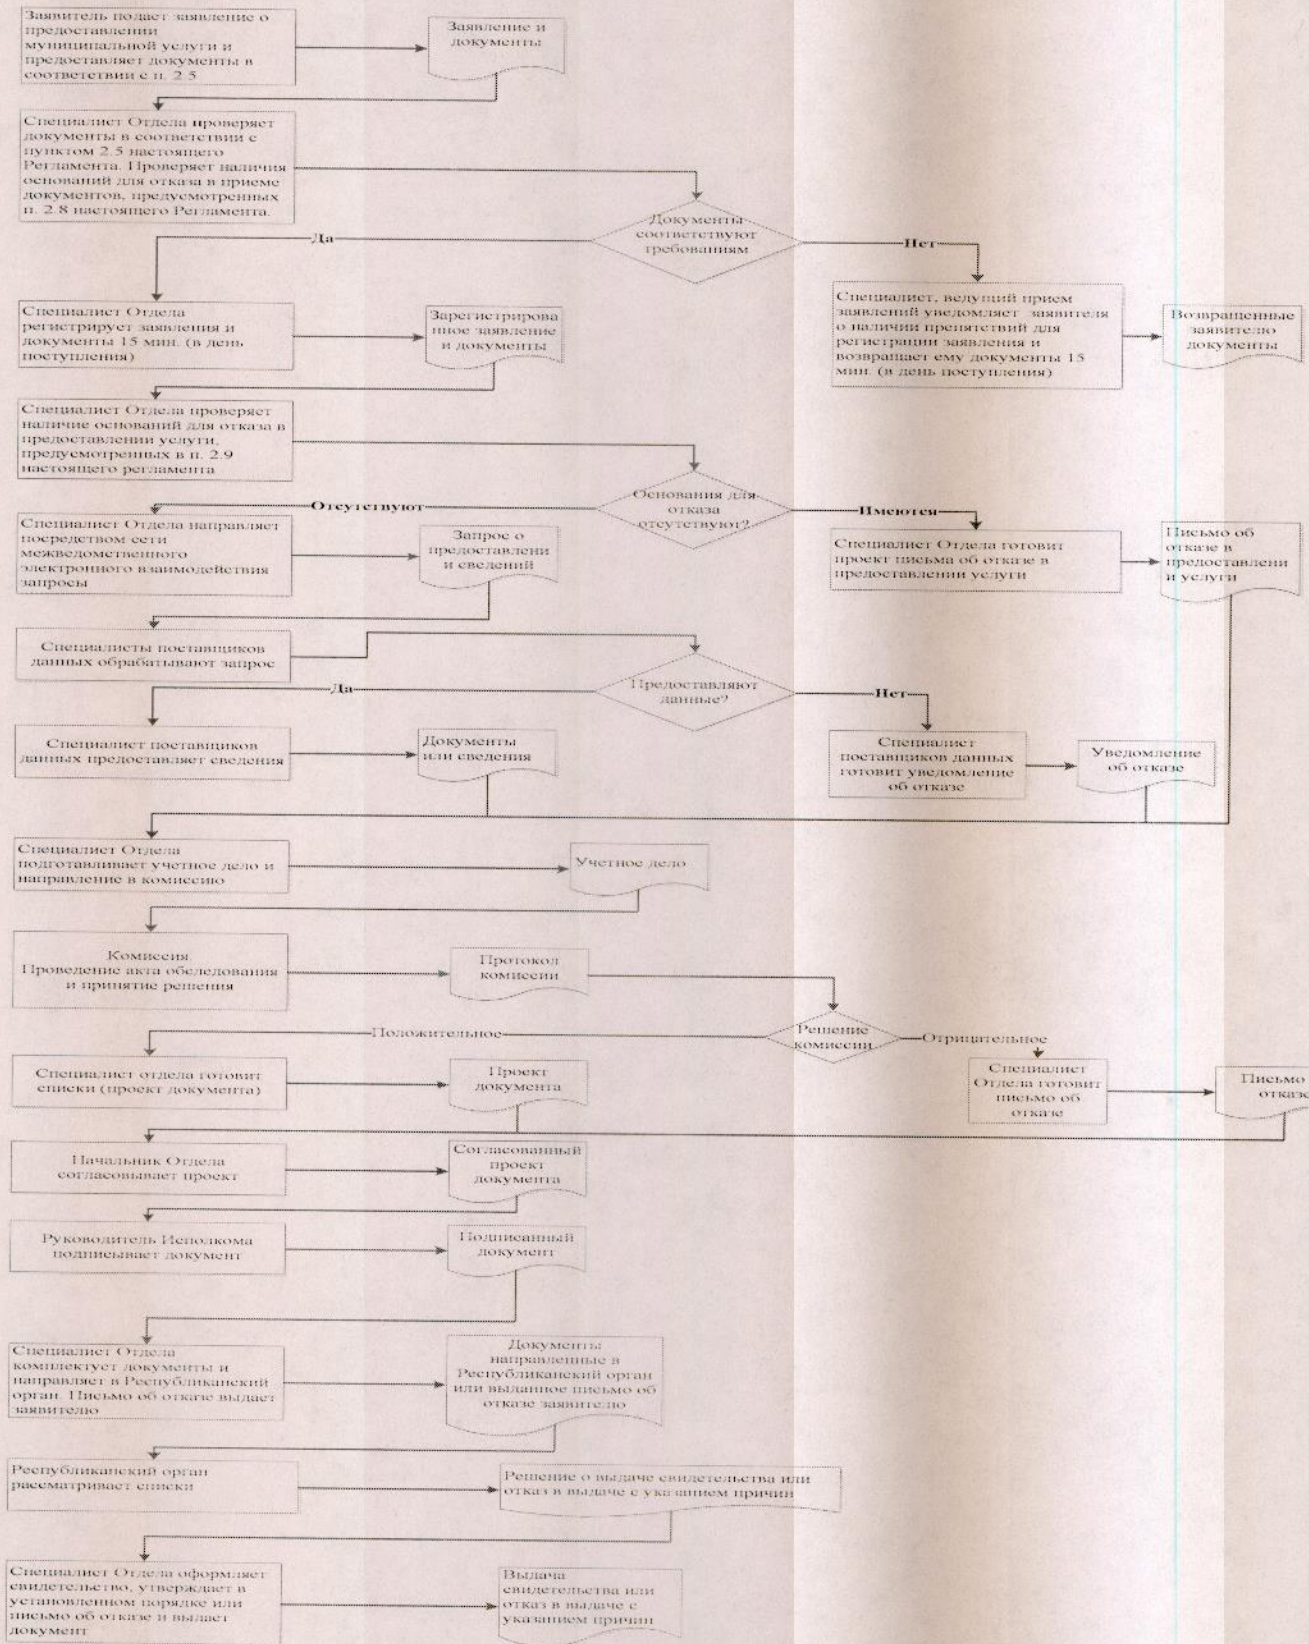 Заявитель подает заявление о
предоставлении
муниципальной услуги и
предоставляет документы в
соответствии с п. 2.5
Заявление и
документы
Специалист Отдела проверяет
документы в соответствии с
пунктом 2.5 настоящего
Регламента. Проверяет наличия
оснований для отказа в приеме
документов, предусмотренных
п. 2.8 настоящего Регламента.
Документы
соответствуют
требованиям
Да
Нет
Специалист Отдела
регистрирует заявления и
документы 15 мин. (в день
поступления)
Зарегистрирова
нное заявление
и документы
Специалист, ведущий прием
заявлений уведомляет заявителя
о наличии препятствий для
регистрации заявления и
возвращает ему документы 15
мин. (в день поступления)
Возвращенные
заявителю
документы
Специалист Отдела проверяет
наличие оснований для отказа в
предоставлении услуги,
предусмотренных в п. 2.9
настоящего регламента
Основания для
отказа
отсутствуют?
Отсутствуют
Имеются
Специалист Отдела направляет
посредством сети
межведомственного
электронного взаимодействия
запросы
Запрос о
предоставлени
и сведений
Специалист Отдела готовит
проект письма об отказе в
предоставлении услуги
Письмо об
отказе в
предоставлени
и услуги
Специалисты поставщиков
данных обрабатывают запрос
Предоставляют
данные?
Да
Нет
Специалист поставщиков
данных предоставляет сведения
Документы
или сведения
Специалист
поставщиков данных
готовит уведомление
об отказе
Уведомление
об отказе
Специалист Отдела
подготавливает учетное дело и
направление в комиссию
Учетное дело
Комиссия
Проведение акта обследования
и принятие решения
Протокол
комиссии
Решение
комиссии
Положительное
Отрицательное
Специалист отдела готовит
списки (проект документа)
Проект
документа
Специалист
Отдела готовит
письмо об
отказе
Письмо
отказе
Начальник Отдела
согласовывает проект
Согласованный
проект
документа
Руководитель Исполкома
подписывает документ
Подписанный
документ
Специалист Отдела
комплектует документы и
направляет в Республиканский
орган. Письмо об отказе выдает
заявителю
Документы
направленные в
Республиканский орган
или выданное письмо об
отказе заявителю
Республиканский орган
рассматривает списки
Решение о выдаче свидетельства или
отказ в выдаче с указанием причин
Специалист Отдела оформляет
свидетельство, утверждает в
установленном порядке или
письмо об отказе и выдает
документ
Выдача
свидетельства или
отказ в выдаче с
указанием причин